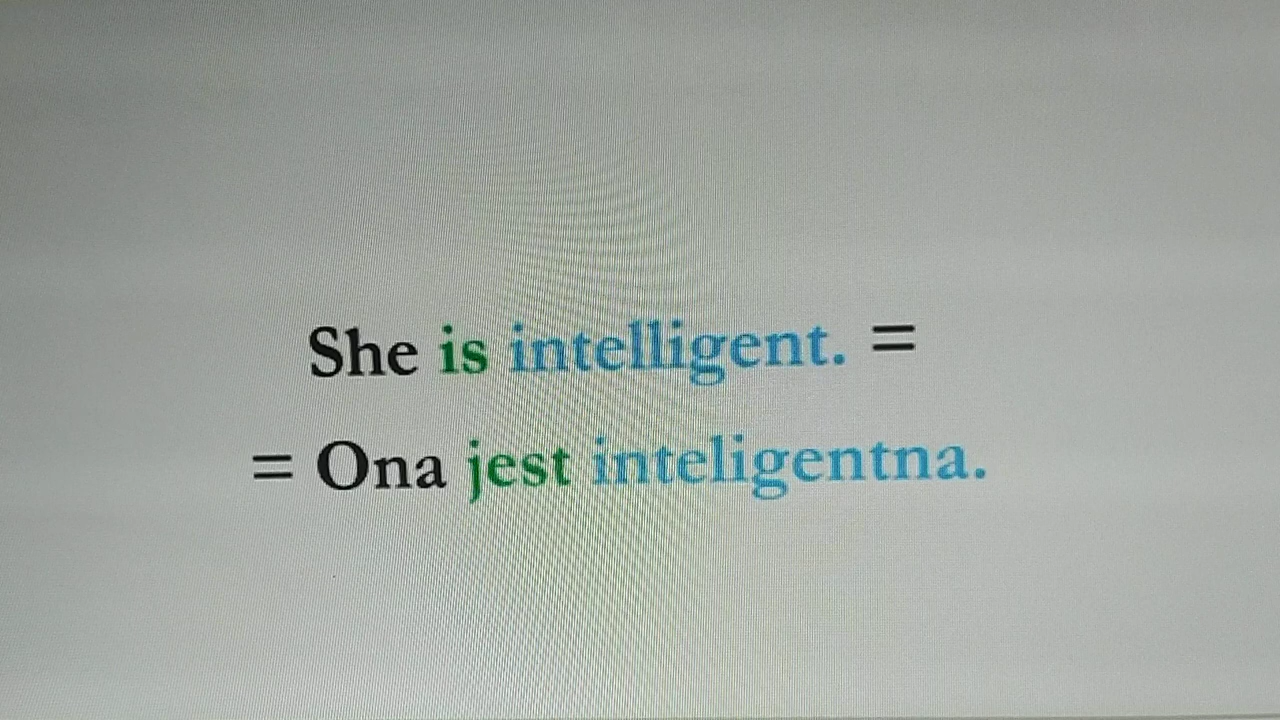 She is intelligent. =
= Ona jest inteligentna.